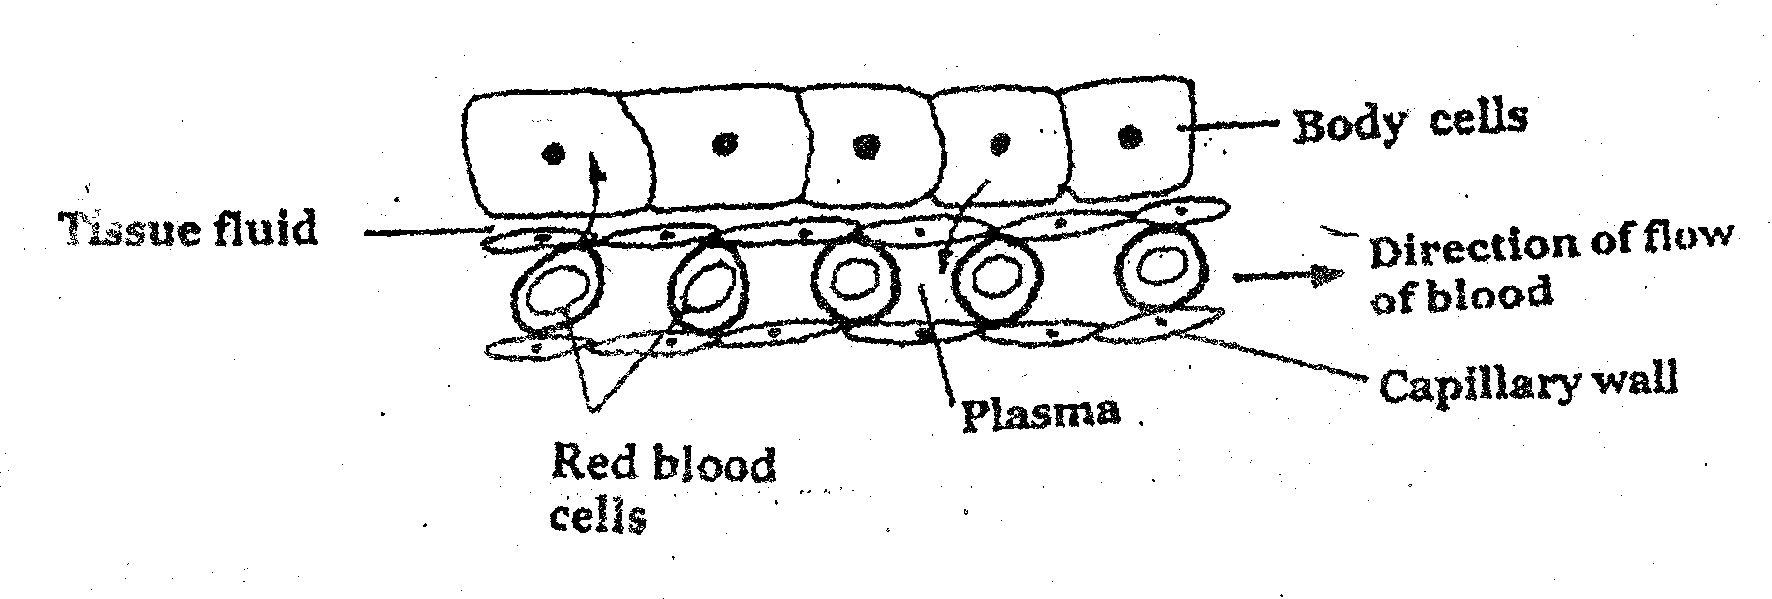 Body cells
Tissue fluid
Direction of flow
of blood
Capillary wall
Plasma
Red blood
cells